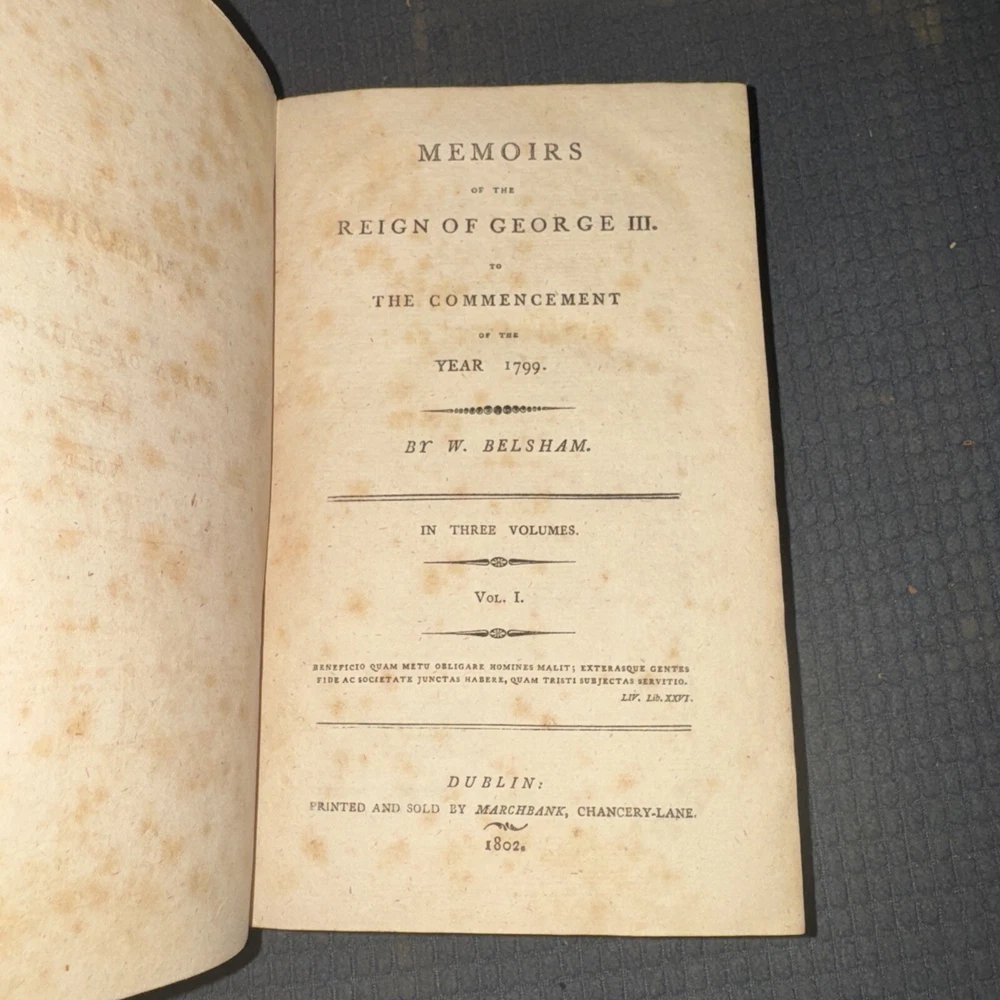 MEMOIRS
OF THE
REIGN OF GEORGE III.
TO
THE COMMENCEMENT
OF THE
YEAR 1799.
BY W. BELSHAM.
IN THREE VOLUMES.
VOL. I.
BENEFICIO QUAM METU OBLIGARE HOMINES MALIT; EXTERASQUE GENTES
FIDE AC SOCIETATE JUNCTAS HABERE, QUAM TRISTI SUBJECTAS SERVITIO.
LIV. Lib. XXVI.
DUBLIN:
PRINTED AND SOLD BY MARCHBANK, CHANCERY-LANE.
1802.